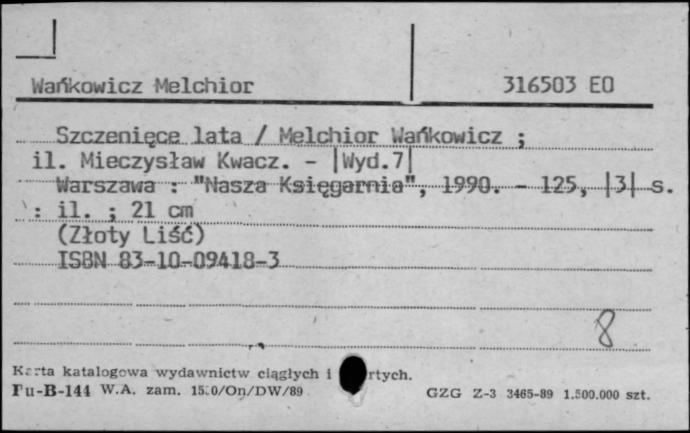 Wańkowicz Melchior 316503 EO
Szczenięce lata / Melchior Wańkowicz ;
il. Mieczysław Kwacz. - |Wyd.7|
Warszawa : "Nasza Księgarnia", 1990. - 125, |3| s.
: il. ; 21 cm
(Złoty Liść)
ISBN 83-10-09418-3
8
Karta katalogowa wydawnictw ciągłych i
Pu-B-144 W.A. zam. /On/DW/89 GZG Z-3 3465-89 1.500.000 szt.